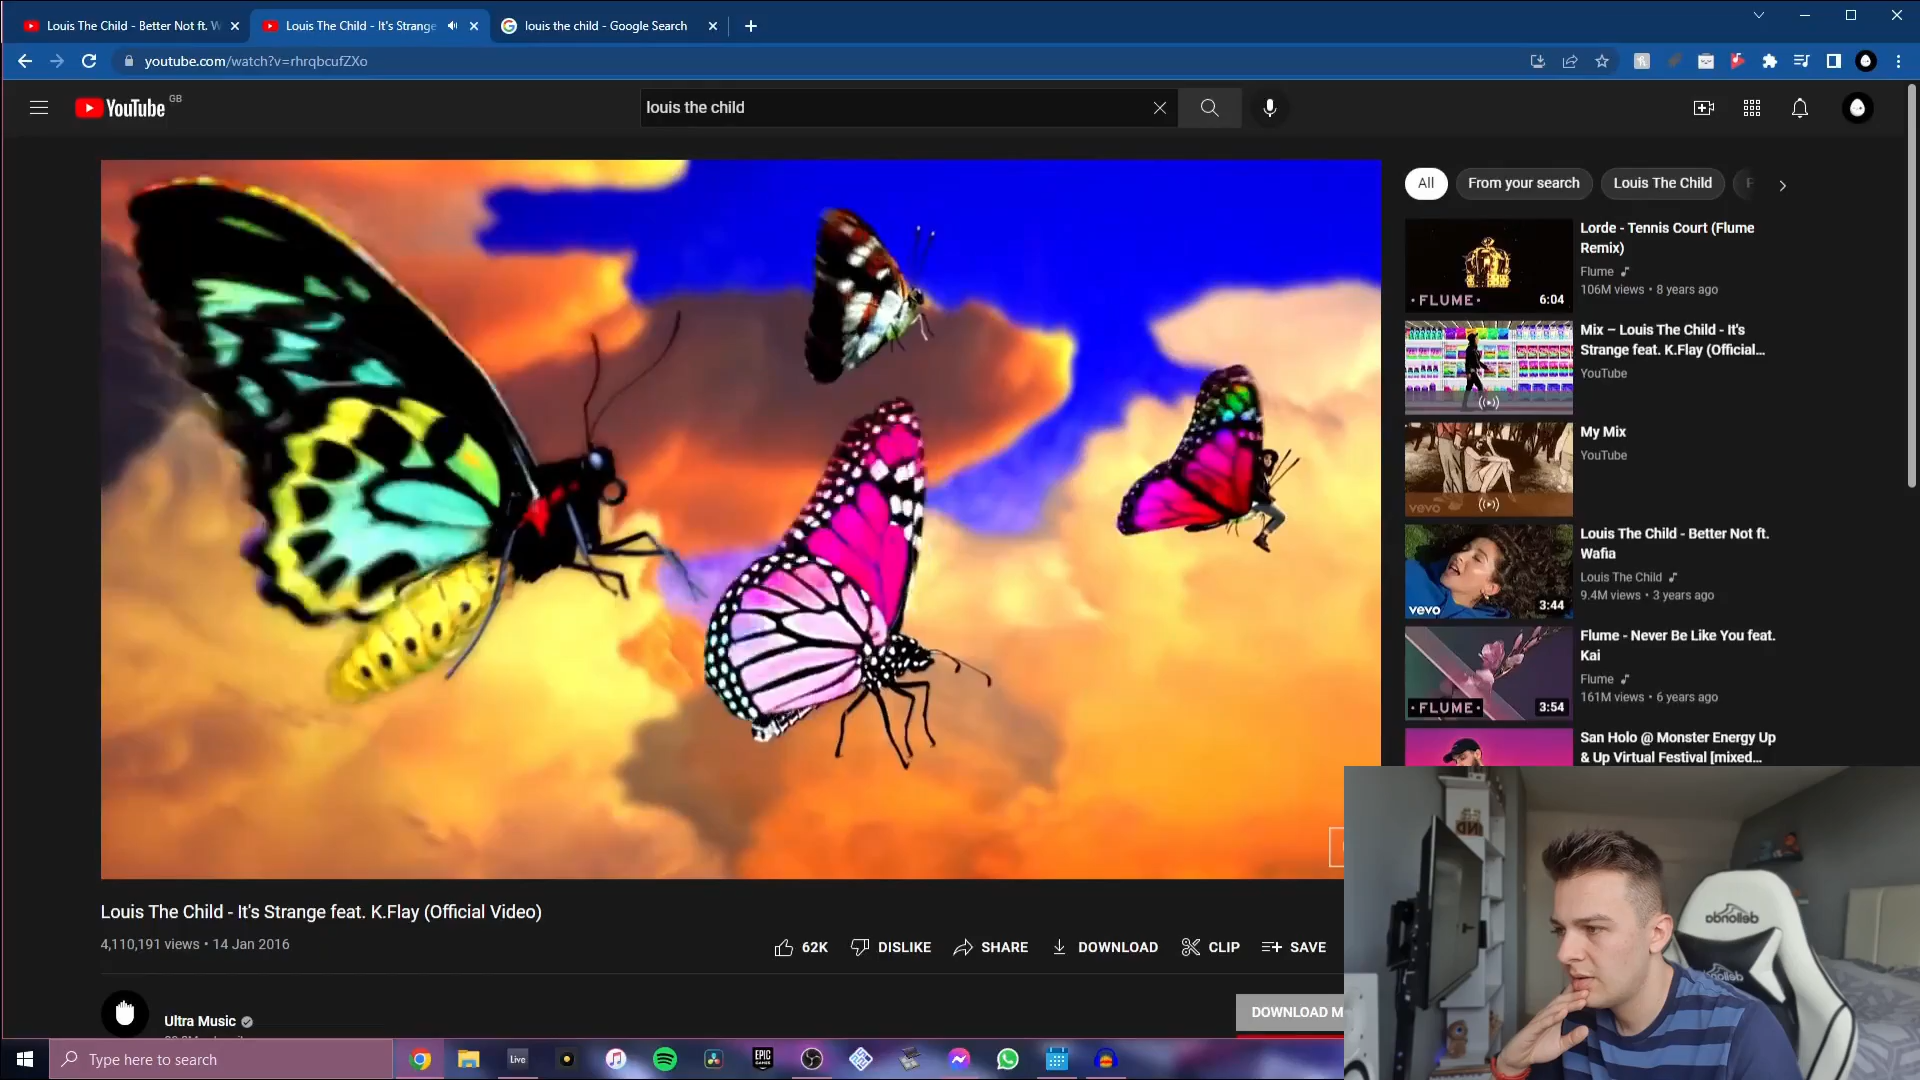 Louis The Child - Better Not ft. W
Louis The Child - It's Strange
louis the child - Google Search
youtube.com/watch?v=rhrqbcufZXo
YouTube GB
louis the child
All
From your search
Louis The Child
Lorde - Tennis Court (Flume
Remix)
Flume
106M views • 8 years ago
• FLUME •
6:04
Mix – Louis The Child - It's
Strange feat. K.Flay (Official...
YouTube
My Mix
YouTube
vevo
Louis The Child - Better Not ft.
Wafia
Louis The Child
9.4M views • 3 years ago
vevo
3:44
Flume - Never Be Like You feat.
Kai
Flume
161M views • 6 years ago
• FLUME •
3:54
San Holo @ Monster Energy Up
& Up Virtual Festival [mixed...
Louis The Child - It's Strange feat. K.Flay (Official Video)
4,110,191 views • 14 Jan 2016
62K
DISLIKE
SHARE
DOWNLOAD
CLIP
SAVE
Ultra Music
DOWNLOAD M
Type here to search
Live
EPIC
GAMES